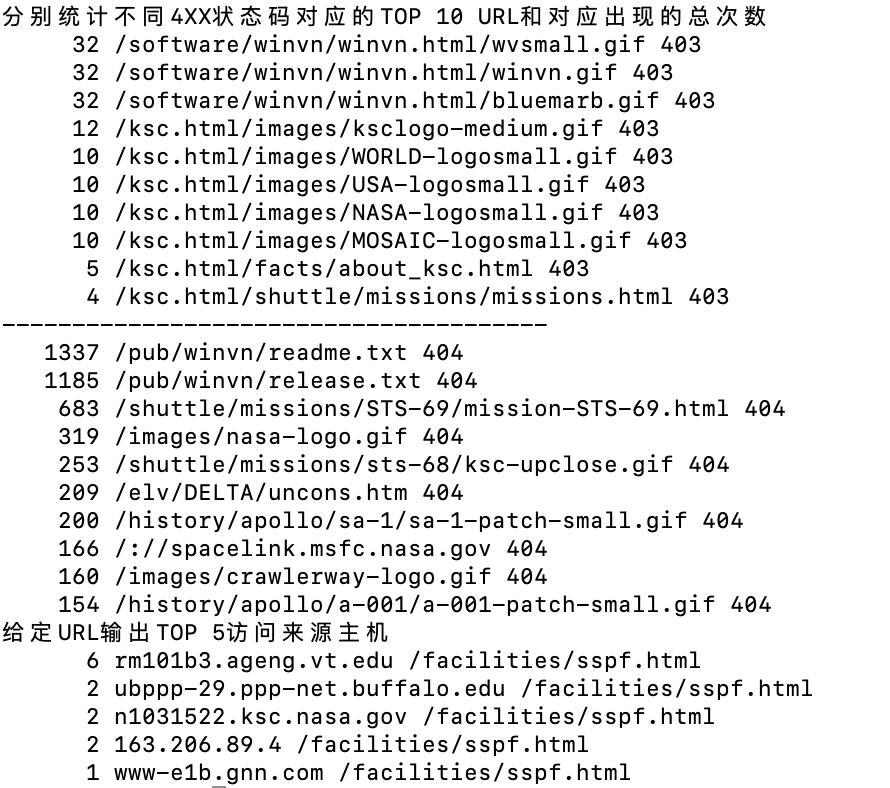 分别统计不同4XX状态码对应的TOP 10 URL和对应出现的总次数
32 /software/winvn/winvn.html/wvsmall.gif 403
32 /software/winvn/winvn.html/winvn.gif 403
32 /software/winvn/winvn.html/bluemarb.gif 403
12 /ksc.html/images/ksclogo-medium.gif 403
10 /ksc.html/images/WORLD-logosmall.gif 403
10 /ksc.html/images/USA-logosmall.gif 403
10 /ksc.html/images/NASA-logosmall.gif 403
10 /ksc.html/images/MOSAIC-logosmall.gif 403
5 /ksc.html/facts/about_ksc.html 403
4 /ksc.html/shuttle/missions/missions.html 403
---------------------------------------
1337 /pub/winvn/readme.txt 404
1185 /pub/winvn/release.txt 404
683 /shuttle/missions/STS-69/mission-STS-69.html 404
319 /images/nasa-logo.gif 404
253 /shuttle/missions/sts-68/ksc-upclose.gif 404
209 /elv/DELTA/uncons.htm 404
200 /history/apollo/sa-1/sa-1-patch-small.gif 404
166 /://spacelink.msfc.nasa.gov 404
160 /images/crawlerway-logo.gif 404
154 /history/apollo/a-001/a-001-patch-small.gif 404
给定URL输出TOP 5访问来源主机
6 rm101b3.ageng.vt.edu /facilities/sspf.html
2 ubppp-29.ppp-net.buffalo.edu /facilities/sspf.html
2 n1031522.ksc.nasa.gov /facilities/sspf.html
2 163.206.89.4 /facilities/sspf.html
1 www-e1b.gnn.com /facilities/sspf.html